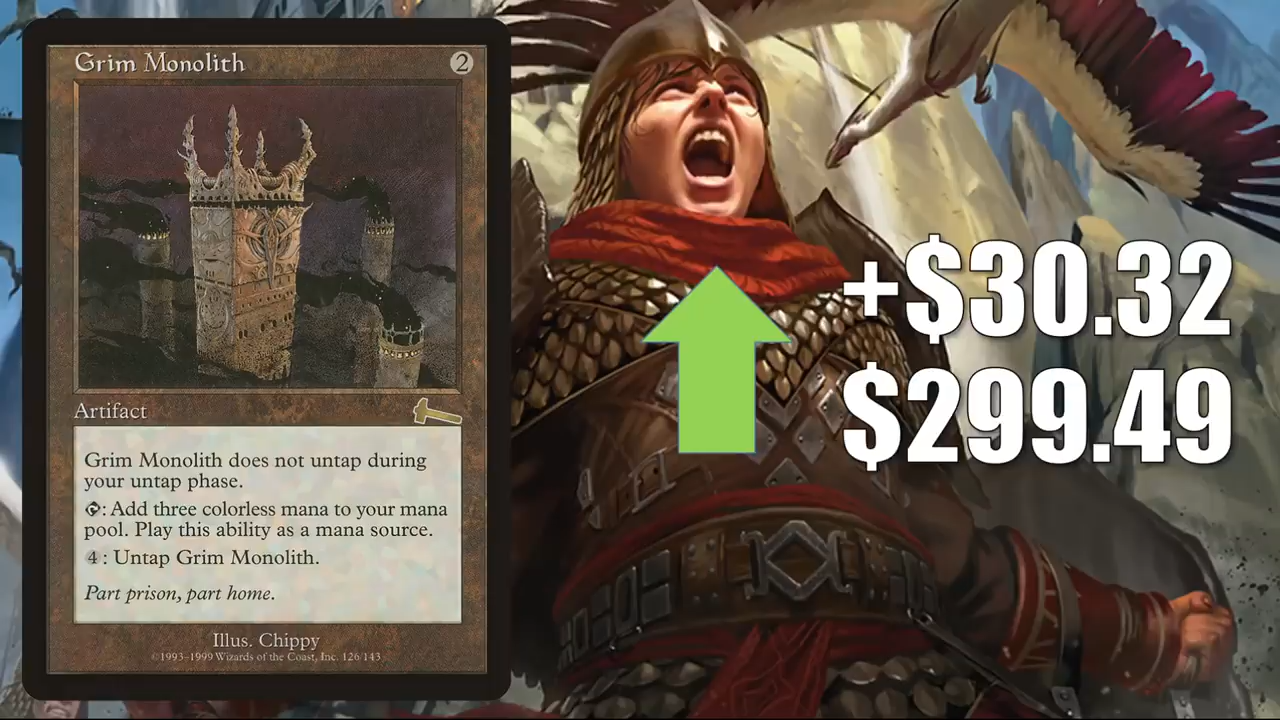 Grim Monolith 2
Artifact
Grim Monolith does not untap during
your untap phase.
: Add three colorless mana to your mana
pool. Play this ability as a mana source.
4: Untap Grim Monolith.
Part prison, part home.
Illus. Chippy
©1993-1999 Wizards of the Coast, Inc. 126/143
+$30.32
$299.49